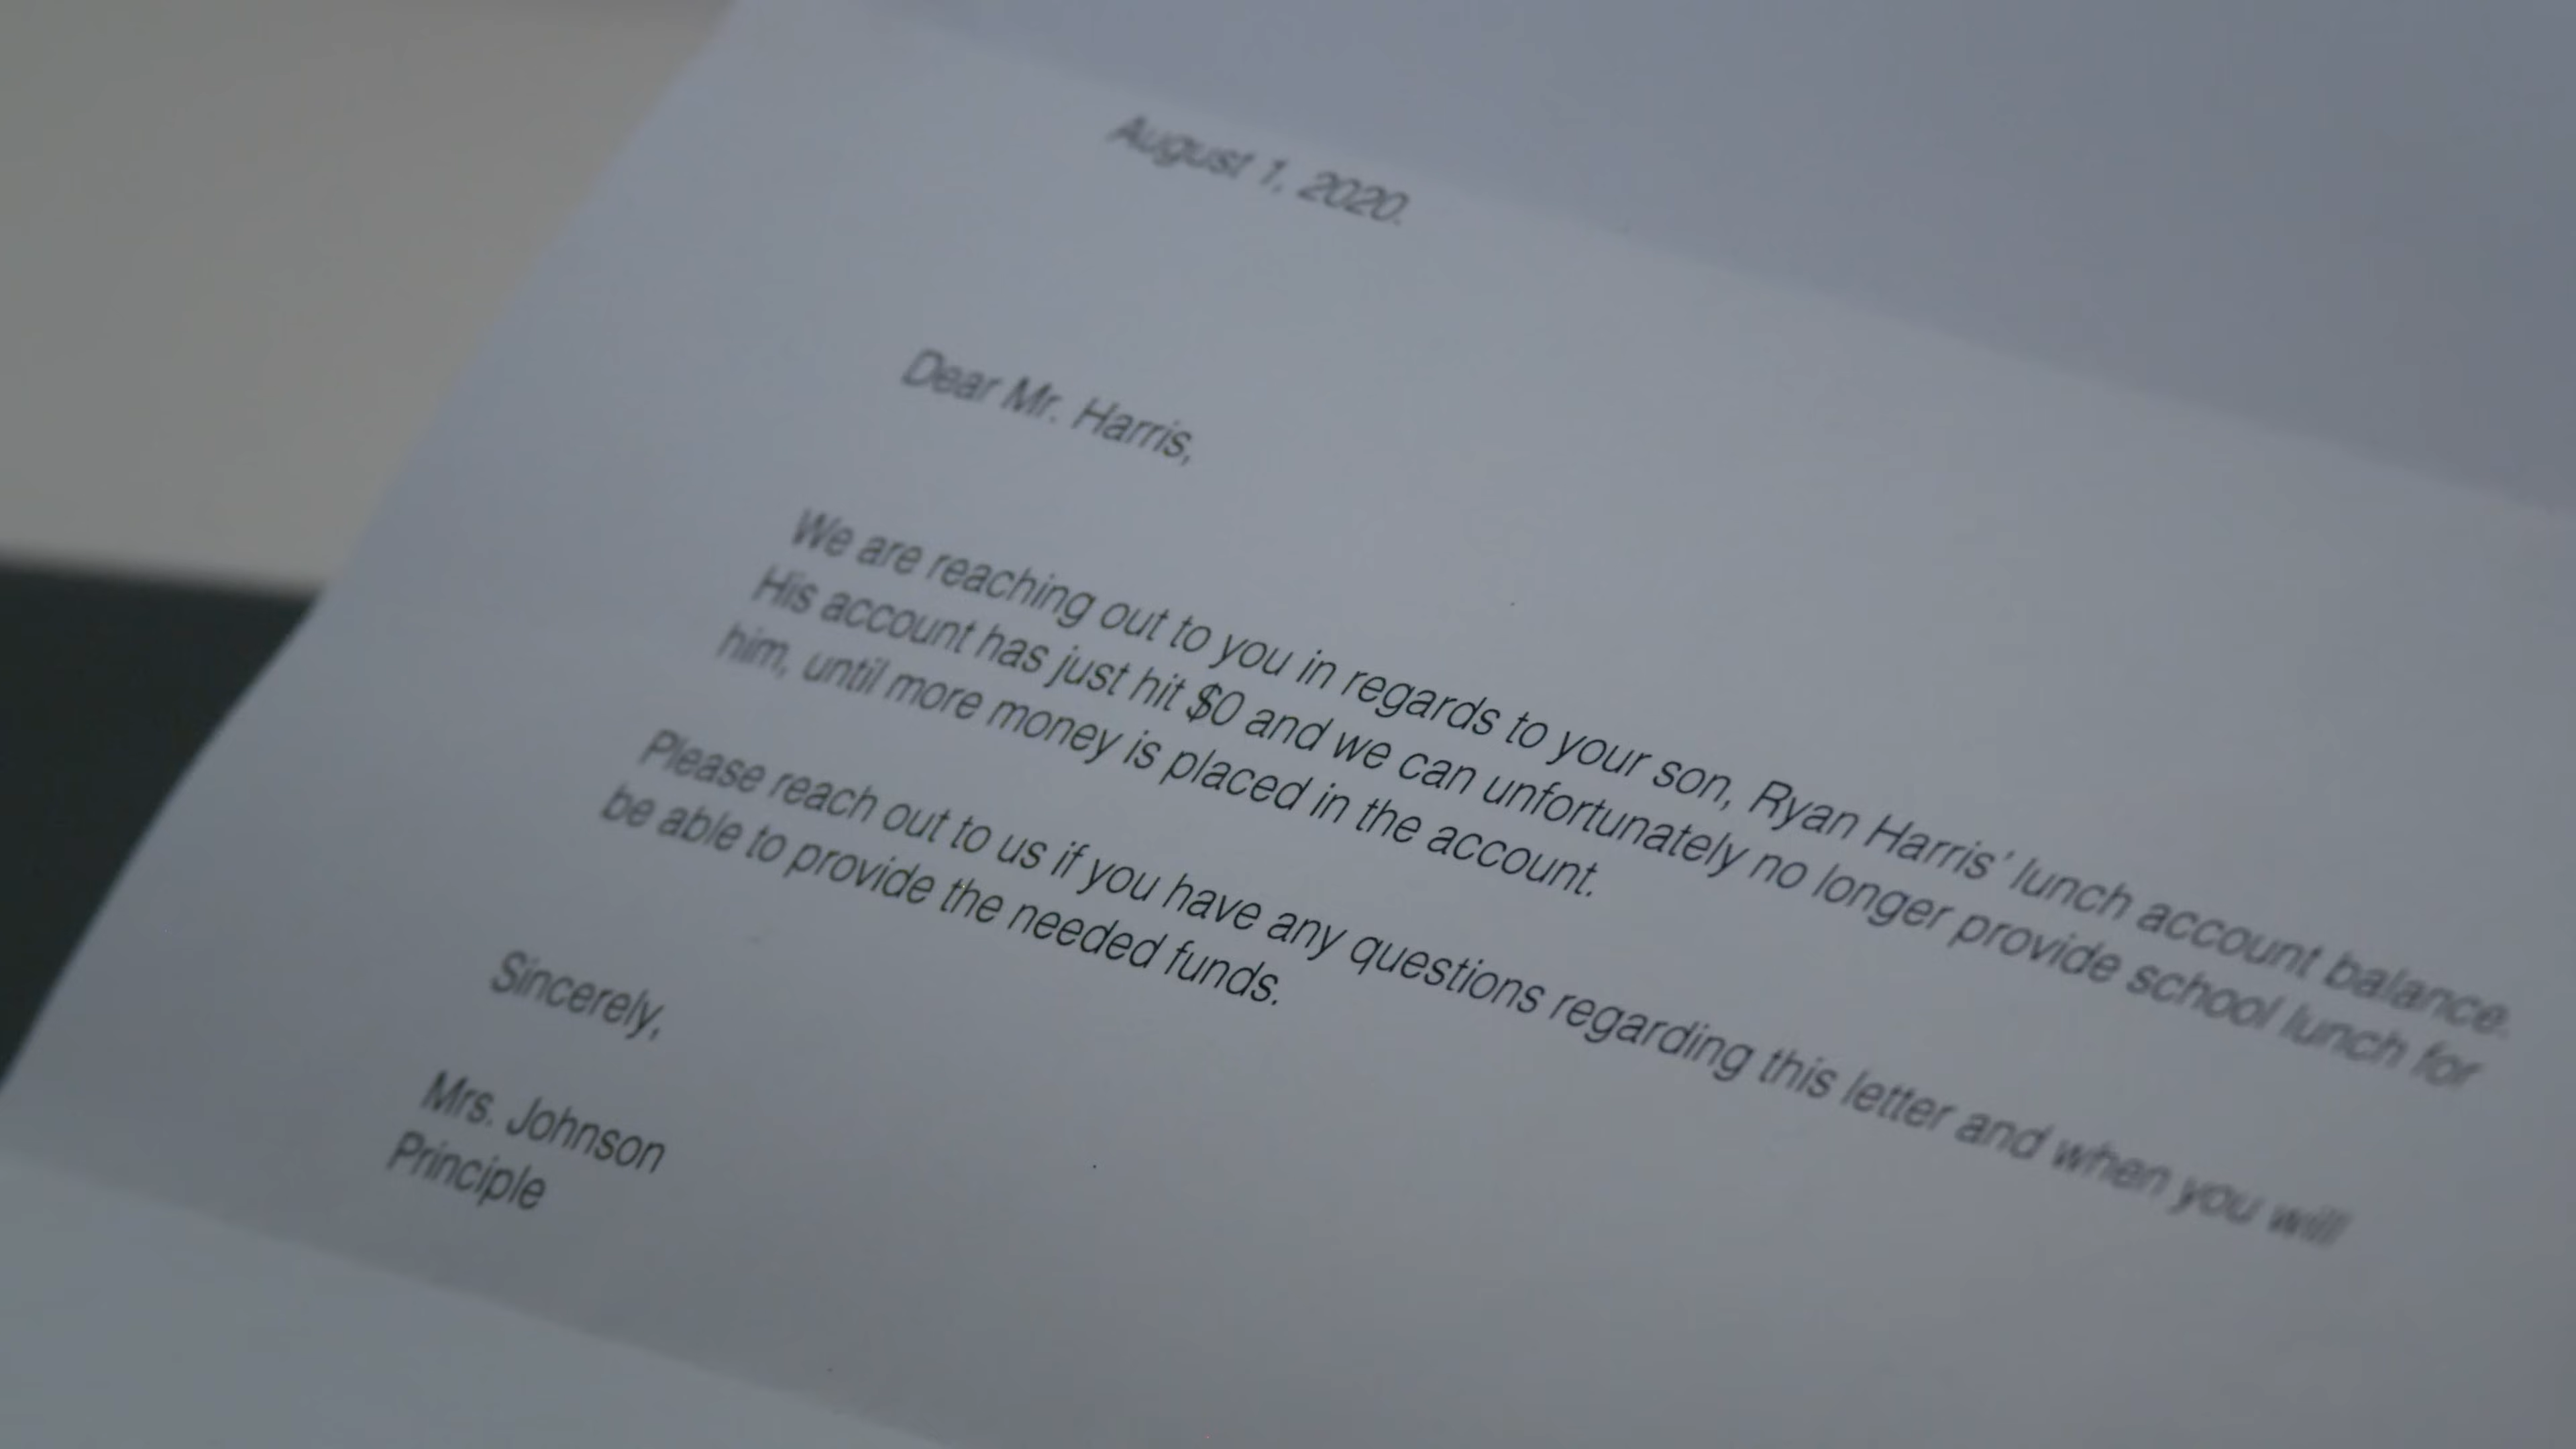 August 1, 2020.
Dear Mr. Harris,
We are reaching out to you in regards to your son, Ryan Harris' lunch account balance.
His account has just hit $0 and we can unfortunately no longer provide school lunch for
him, until more money is placed in the account.
Please reach out to us if you have any questions regarding this letter and when you will
be able to provide the needed funds.
Sincerely,
Mrs. Johnson
Principle